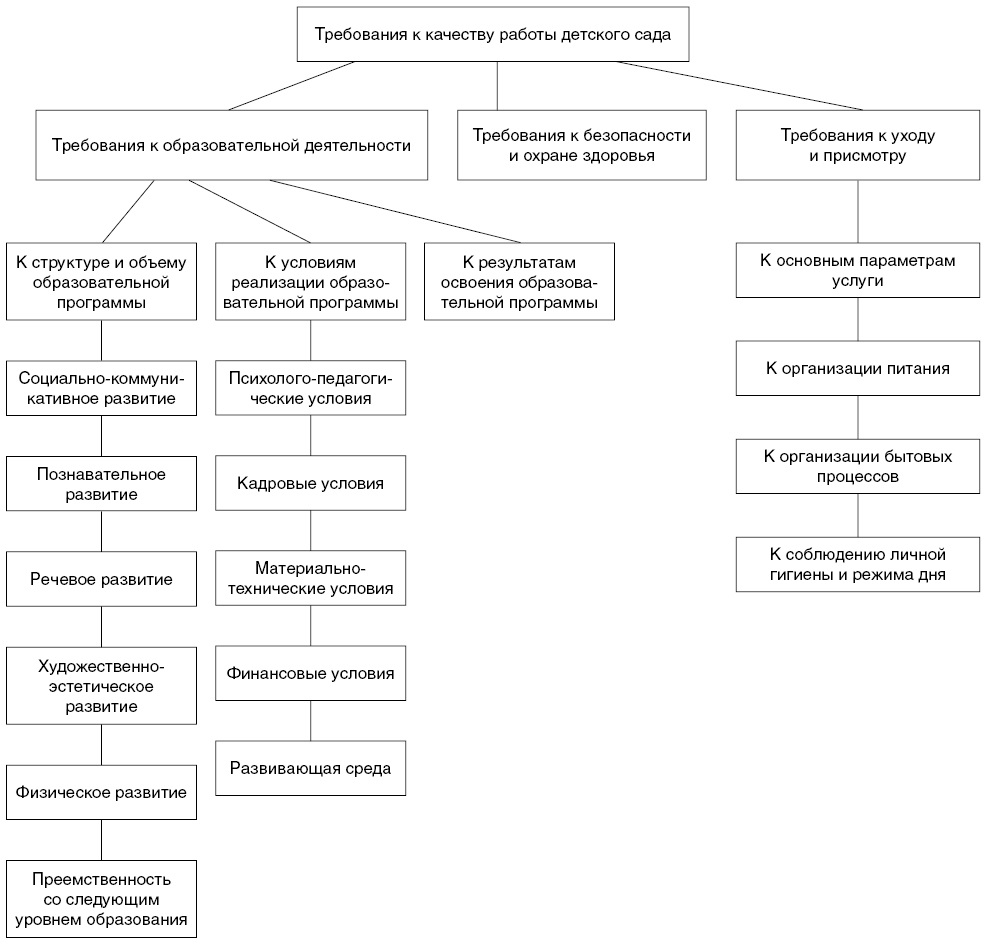 Требования к качеству работы детского сада
Требования к образовательной деятельности
Требования к безопасности
и охране здоровья
Требования к уходу
и присмотру
К структуре и объему
образовательной
программы
К условиям
реализации образо-
вательной программы
К результатам
освоения образова-
тельной программы
К основным параметрам
услуги
Социально-коммуни-
кативное развитие
Психолого-педагоги-
ческие условия
К организации питания
Познавательное
развитие
Кадровые условия
К организации бытовых
процессов
Речевое развитие
Материально-
технические условия
К соблюдению личной
гигиены и режима дня
Художественно-
эстетическое
развитие
Финансовые условия
Физическое развитие
Развивающая среда
Преемственность
со следующим
уровнем образования